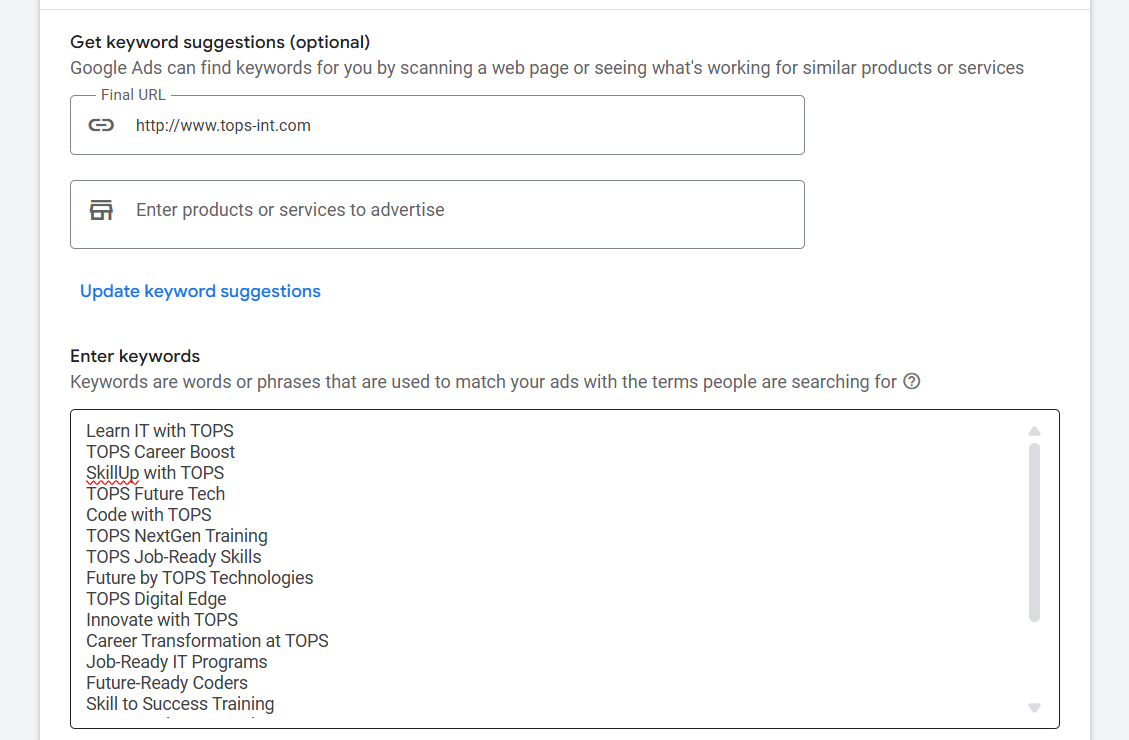 Get keyword suggestions (optional)
Google Ads can find keywords for you by scanning a web page or seeing what's working for similar products or services
Final URL
http://www.tops-int.com
Enter products or services to advertise
Update keyword suggestions
Enter keywords
Keywords are words or phrases that are used to match your ads with the terms people are searching for
Learn IT with TOPS
TOPS Career Boost
SkillUp with TOPS
TOPS Future Tech
Code with TOPS
TOPS NextGen Training
TOPS Job-Ready Skills
Future by TOPS Technologies
TOPS Digital Edge
Innovate with TOPS
Career Transformation at TOPS
Job-Ready IT Programs
Future-Ready Coders
Skill to Success Training